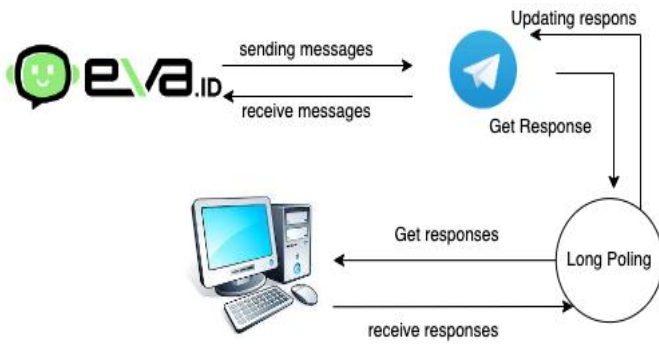 Updating respons
sending messages
eva.ID
receive messages
Get Response
Get responses
Long Poling
receive responses